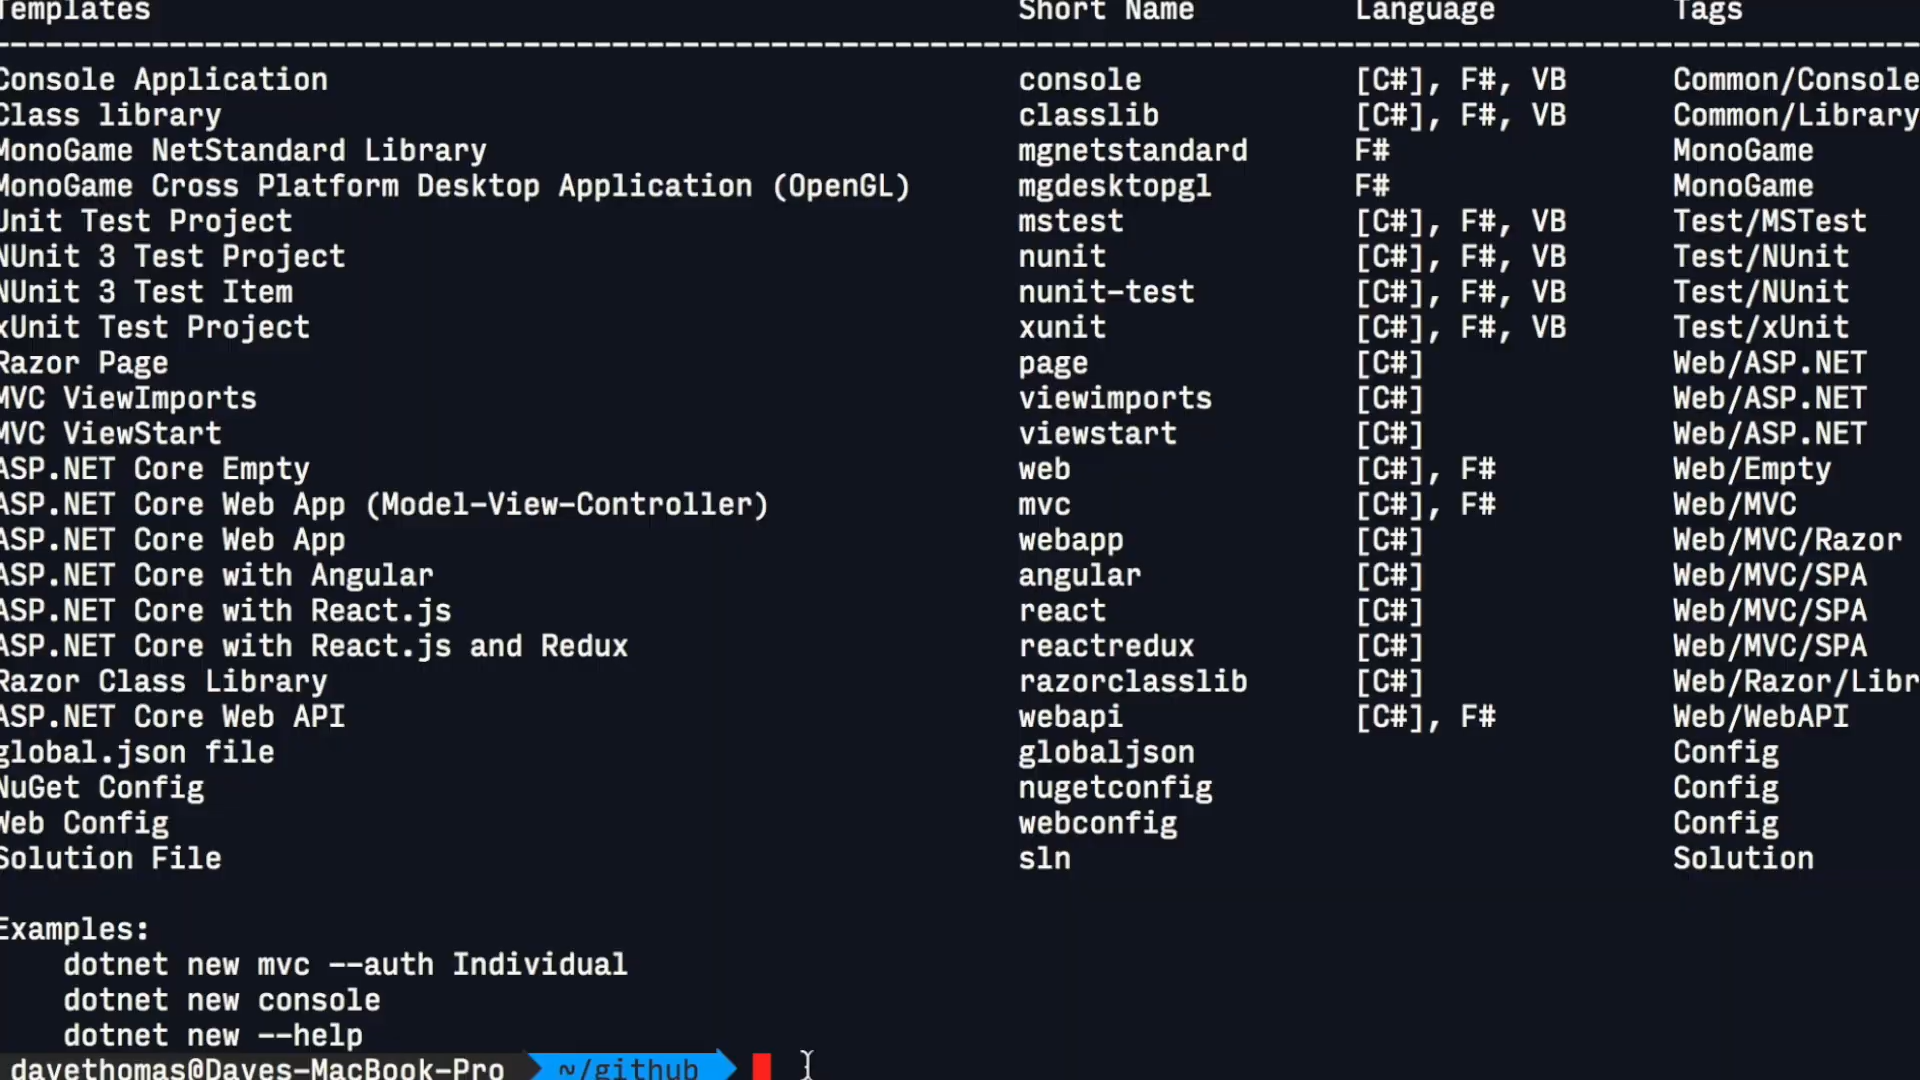 Templates Short Name Language Tags
Console Application console [C#], F#, VB Common/Console
Class library classlib [C#], F#, VB Common/Library
MonoGame NetStandard Library mgnetstandard F# MonoGame
MonoGame Cross Platform Desktop Application (OpenGL) mgdesktopgl F# MonoGame
Unit Test Project mstest [C#], F#, VB Test/MSTest
NUnit 3 Test Project nunit [C#], F#, VB Test/NUnit
NUnit 3 Test Item nunit-test [C#], F#, VB Test/NUnit
xUnit Test Project xunit [C#], F#, VB Test/xUnit
Razor Page page [C#] Web/ASP.NET
MVC ViewImports viewimports [C#] Web/ASP.NET
MVC ViewStart viewstart [C#] Web/ASP.NET
ASP.NET Core Empty web [C#], F# Web/Empty
ASP.NET Core Web App (Model-View-Controller) mvc [C#], F# Web/MVC
ASP.NET Core Web App webapp [C#] Web/MVC/Razor
ASP.NET Core with Angular angular [C#] Web/MVC/SPA
ASP.NET Core with React.js react [C#] Web/MVC/SPA
ASP.NET Core with React.js and Redux reactredux [C#] Web/MVC/SPA
Razor Class Library razorclasslib [C#] Web/Razor/Libr
ASP.NET Core Web API webapi [C#], F# Web/WebAPI
global.json file globaljson Config
NuGet Config nugetconfig Config
Web Config webconfig Config
Solution File sln Solution
Examples:
dotnet new mvc --auth Individual
dotnet new console
dotnet new --help
davethomas@Daves-MacBook-Pro ~/github